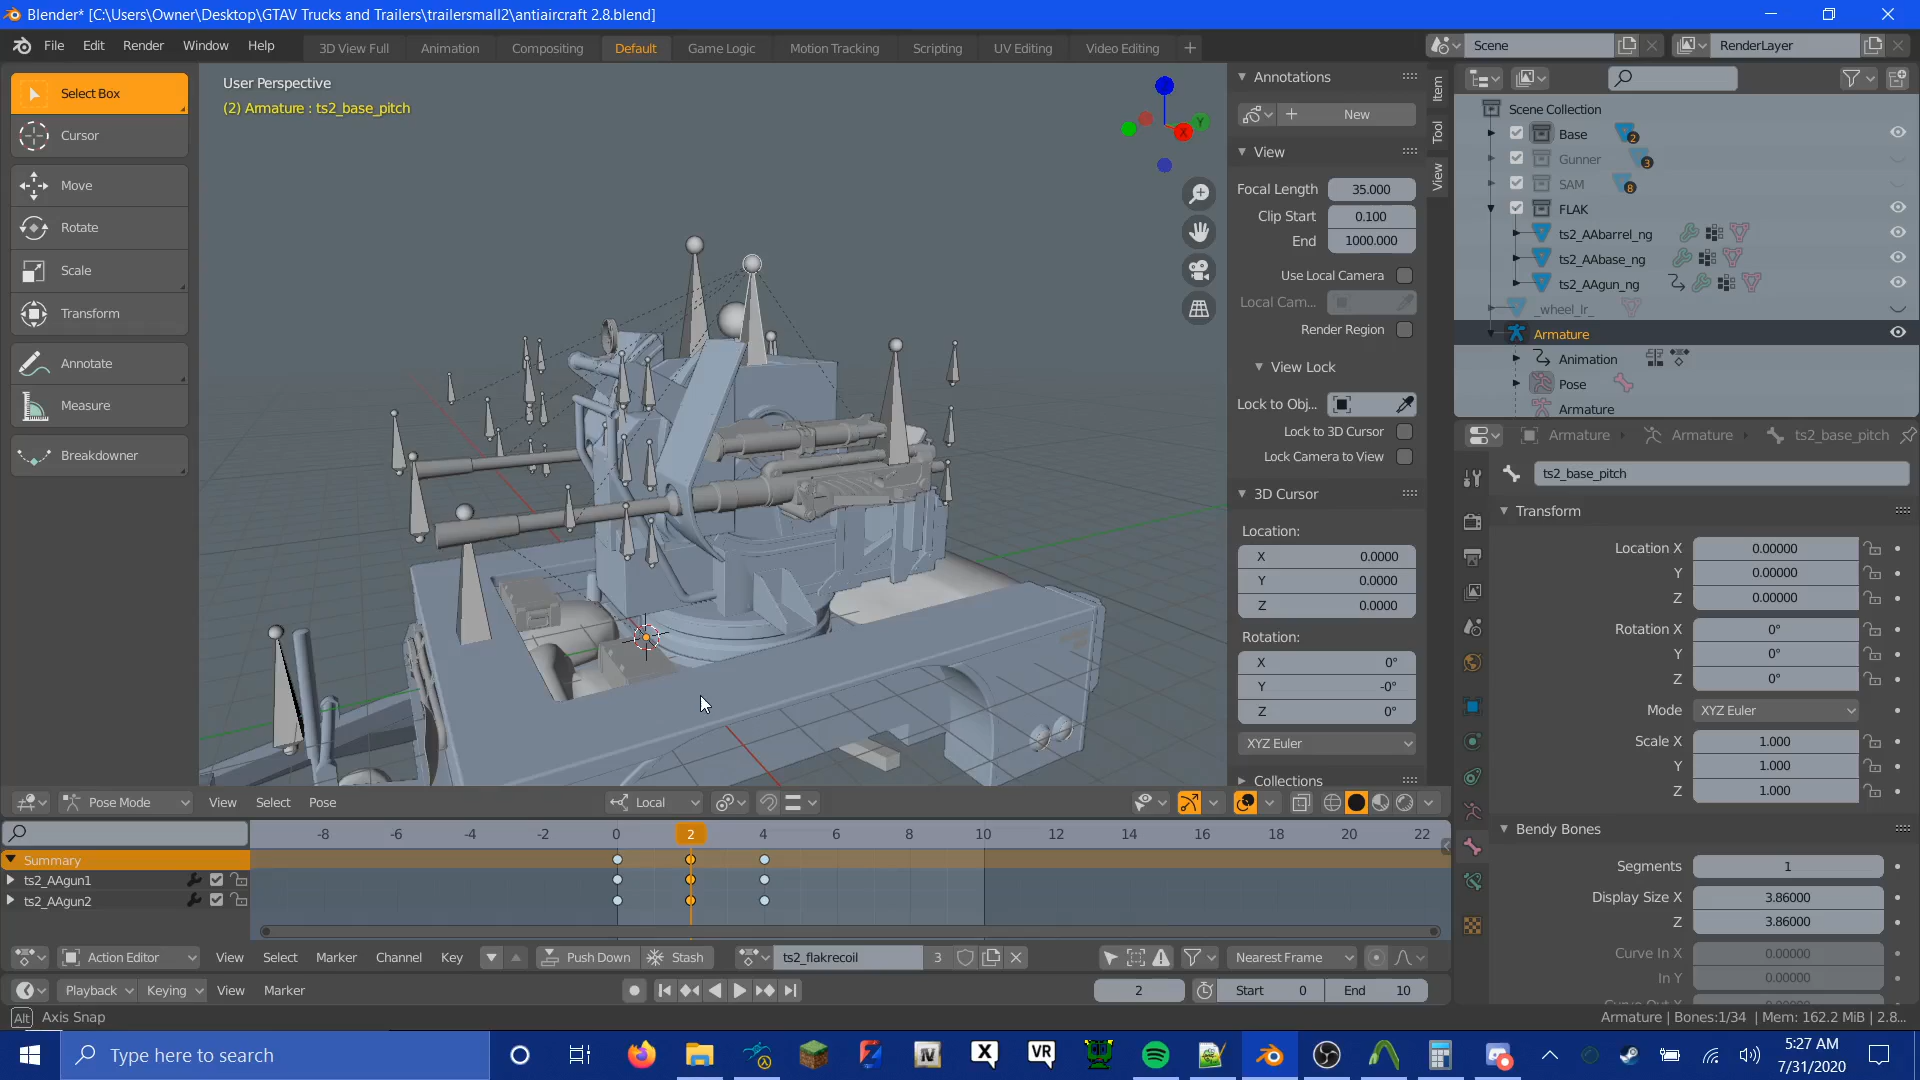 Blender* [C:\Users\Owner\Desktop\GTAV Trucks and Trailers\trailersmall2\antiaircraft 2.8.blend]
File Edit Render Window Help
3D View Full Animation Compositing Default Game Logic Motion Tracking Scripting UV Editing Video Editing
Scene RenderLayer
Select Box
Cursor
Move
Rotate
Scale
Transform
Annotate
Measure
Breakdowner
User Perspective
(2) Armature : ts2_base_pitch
X Y
Annotations
New
View
Focal Length 35.000
Clip Start 0.100
End 1000.000
Use Local Camera
Local Cam...
Render Region
View Lock
Lock to Obj...
Lock to 3D Cursor
Lock Camera to View
3D Cursor
Location:
X 0.0000
Y 0.0000
Z 0.0000
Rotation:
X 0°
Y -0°
Z 0°
XYZ Euler
Collections
Item
Tool
View
Scene Collection
Base 2
Gunner 3
SAM 8
FLAK
ts2_AAbarrel_ng
ts2_AAbase_ng
ts2_AAgun_ng
_wheel_lr_
Armature
Animation
Pose
Armature
Armature Armature ts2_base_pitch
ts2_base_pitch
Transform
Location X 0.00000
Y 0.00000
Z 0.00000
Rotation X 0°
Y 0°
Z 0°
Mode XYZ Euler
Scale X 1.000
Y 1.000
Z 1.000
Bendy Bones
Segments 1
Display Size X 3.86000
Z 3.86000
Curve In X 0.00000
In Y 0.00000
Curve Out X 0.00000
Pose Mode View Select Pose Local
-8 -6 -4 -2 0 2 4 6 8 10 12 14 16 18 20 22
Summary
ts2_AAgun1
ts2_AAgun2
Action Editor View Select Marker Channel Key Push Down Stash ts2_flakrecoil 3 Nearest Frame
Playback Keying View Marker 2 Start 0 End 10
Alt Axis Snap
Armature | Bones:1/34 | Mem: 162.2 MiB | 2.8...
Type here to search
VR
5:27 AM
7/31/2020